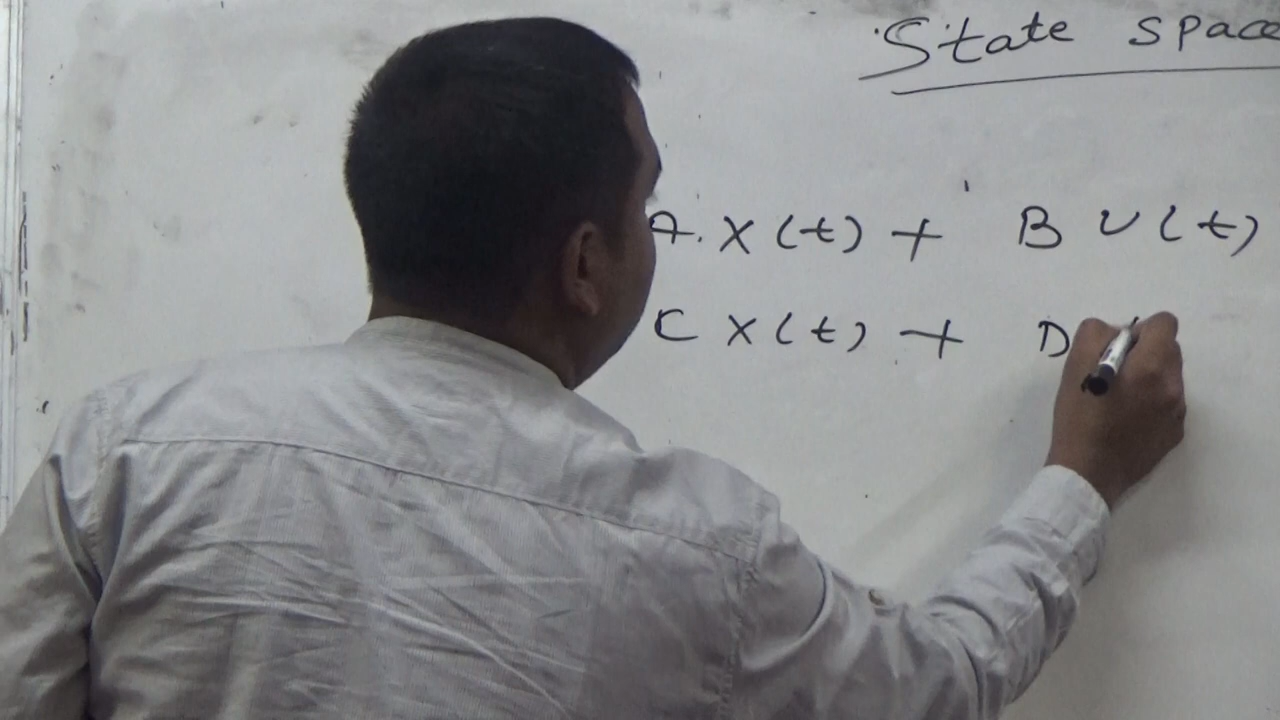 State space
A. X(t) + B U(t)
C X(t) + D